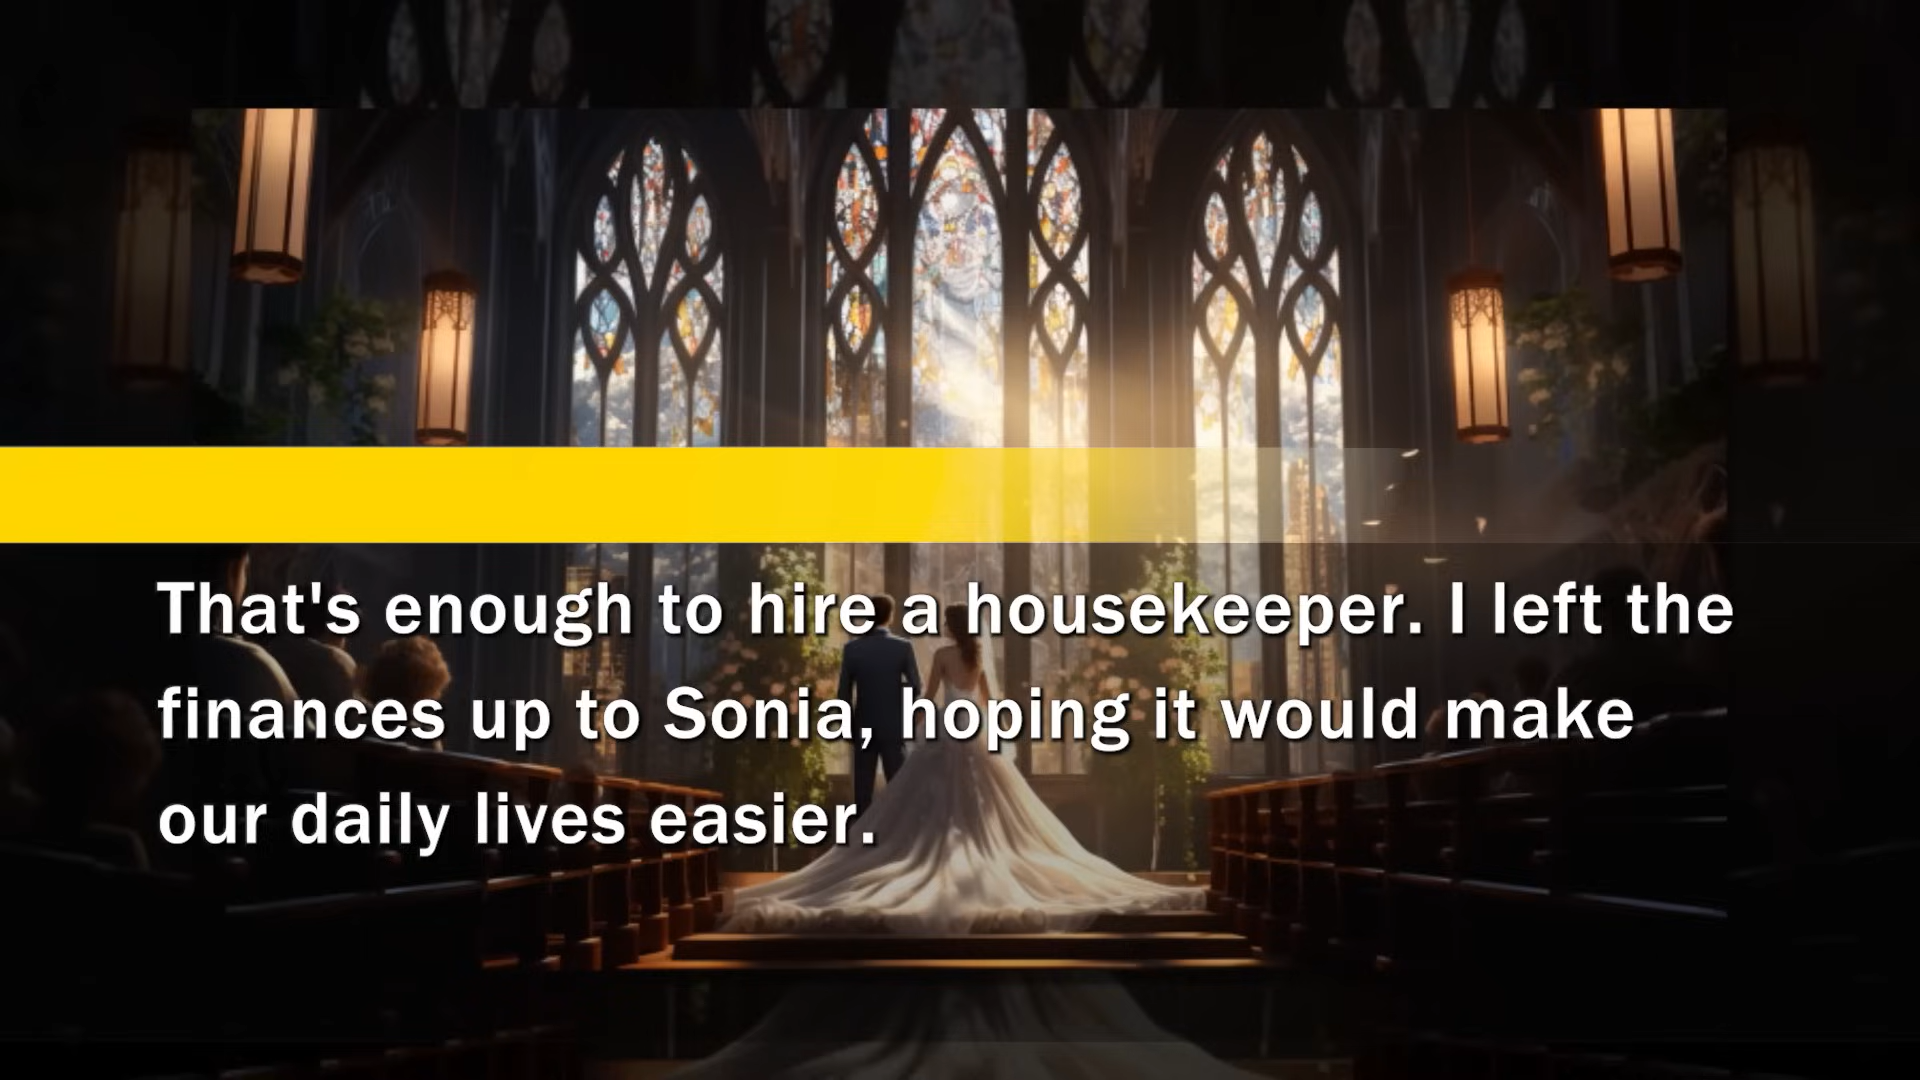 That's enough to hire a housekeeper. I left the
finances up to Sonia, hoping it would make
our daily lives easier.